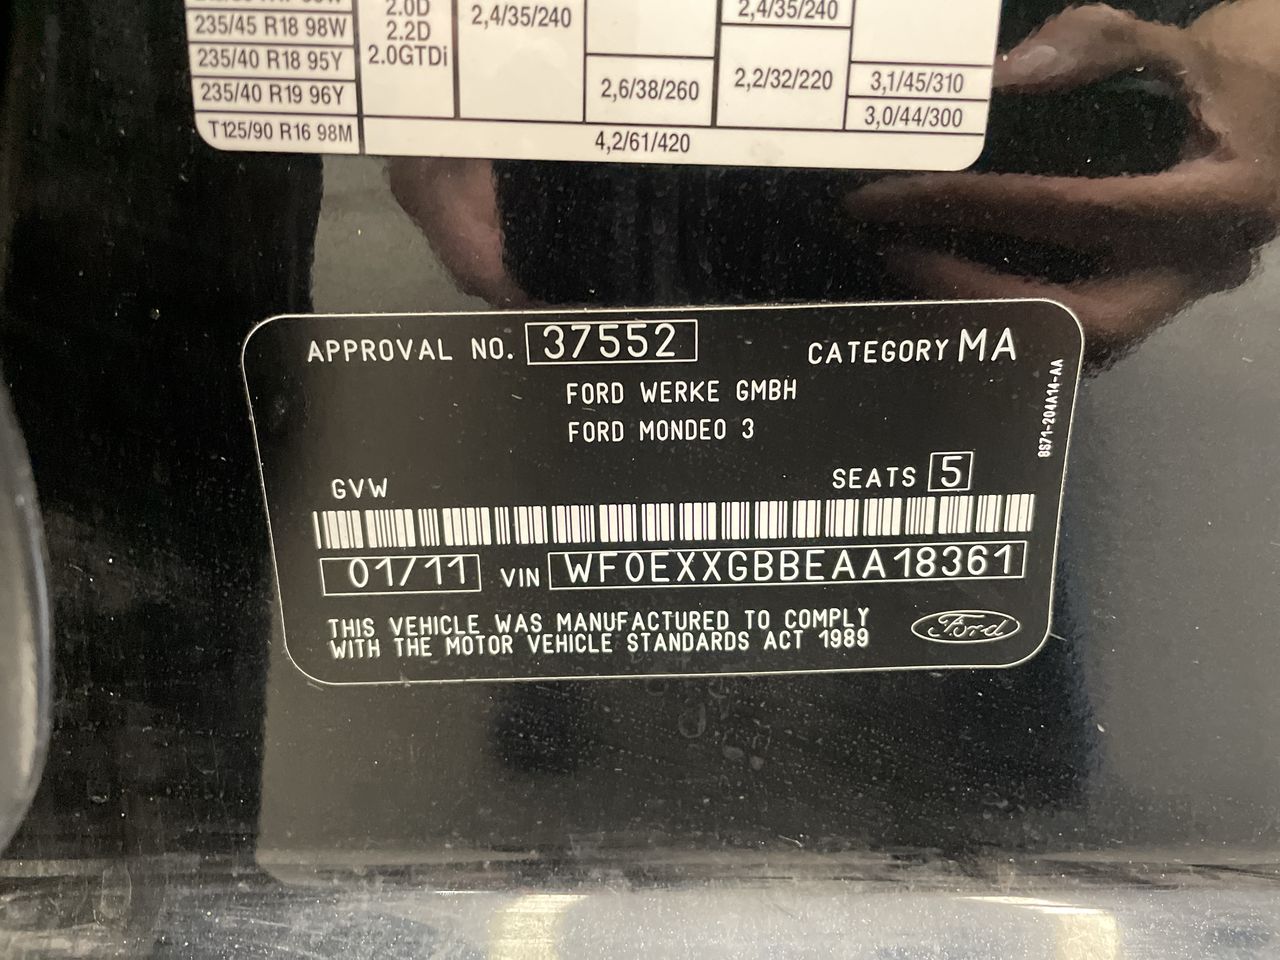 235/45 R18 98W
235/40 R18 95Y
235/40 R19 96Y
T125/90 R16 98M
2.0D
2.2D
2.0GTDi
2,4/35/240
2,6/38/260
2,4/35/240
2,2/32/220
3,1/45/310
3,0/44/300
4,2/61/420
APPROVAL NO. 37552 CATEGORY MA
FORD WERKE GMBH
FORD MONDEO 3
8S71-204A14-AA
GVW SEATS 5
01/11 VIN WF0EXXGBBEAA18361
THIS VEHICLE WAS MANUFACTURED TO COMPLY
WITH THE MOTOR VEHICLE STANDARDS ACT 1989
Ford